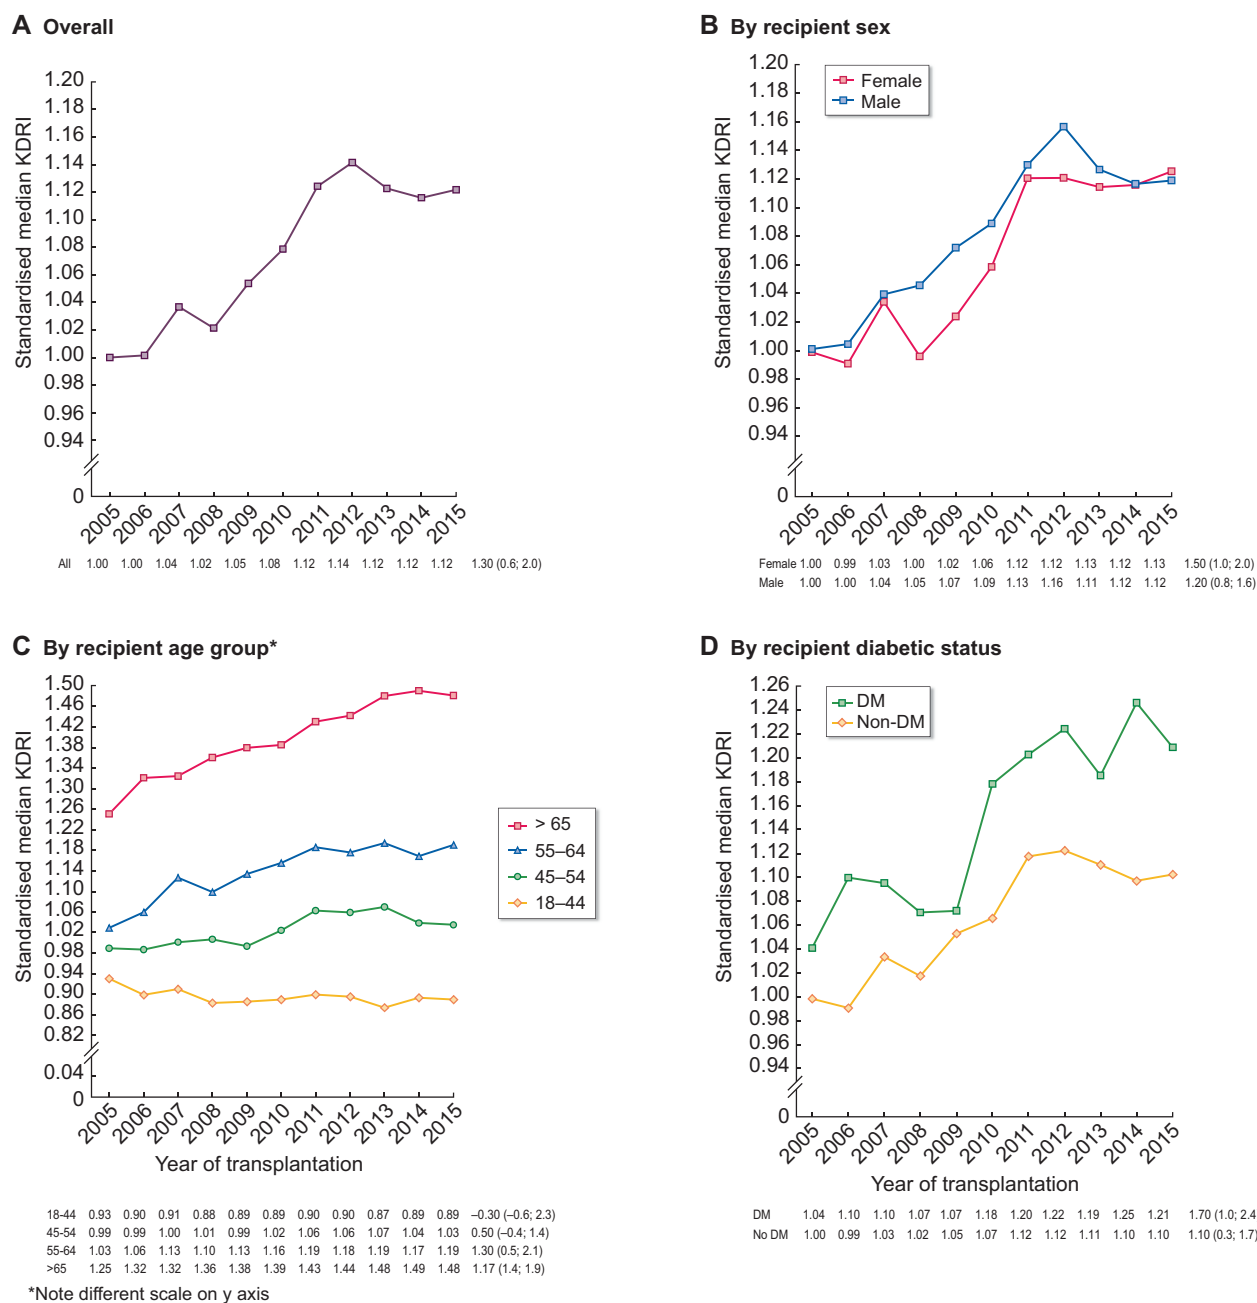 A Overall
Standardised median KDRI
1.20
1.18
1.16
1.14
1.12
1.10
1.08
1.06
1.04
1.02
1.00
0.98
0.96
0.94
0
2005 2006 2007 2008 2009 2010 2011 2012 2013 2014 2015
All 1.00 1.00 1.04 1.02 1.05 1.08 1.12 1.14 1.12 1.12 1.12 1.30 (0.6; 2.0)
B By recipient sex
Standardised median KDRI
1.20
1.18
1.16
1.14
1.12
1.10
1.08
1.06
1.04
1.02
1.00
0.98
0.96
0.94
0
Female
Male
2005 2006 2007 2008 2009 2010 2011 2012 2013 2014 2015
Female 1.00 0.99 1.03 1.00 1.02 1.06 1.12 1.12 1.13 1.12 1.13 1.50 (1.0; 2.0)
Male 1.00 1.00 1.04 1.05 1.07 1.09 1.13 1.16 1.11 1.12 1.12 1.20 (0.8; 1.6)
C By recipient age group*
Standardised median KDRI
1.50
1.46
1.42
1.38
1.34
1.30
1.26
1.22
1.18
1.14
1.10
1.06
1.02
0.98
0.94
0.90
0.86
0.82
0.04
0
> 65
55–64
45–54
18–44
2005 2006 2007 2008 2009 2010 2011 2012 2013 2014 2015
Year of transplantation
18-44 0.93 0.90 0.91 0.88 0.89 0.89 0.90 0.90 0.87 0.89 0.89 –0.30 (–0.6; 2.3)
45-54 0.99 0.99 1.00 1.01 0.99 1.02 1.06 1.06 1.07 1.04 1.03 0.50 (–0.4; 1.4)
55-64 1.03 1.06 1.13 1.10 1.13 1.16 1.19 1.18 1.19 1.17 1.19 1.30 (0.5; 2.1)
>65 1.25 1.32 1.32 1.36 1.38 1.39 1.43 1.44 1.48 1.49 1.48 1.17 (1.4; 1.9)
*Note different scale on y axis
D By recipient diabetic status
Standardised median KDRI
1.26
1.24
1.22
1.20
1.18
1.16
1.14
1.12
1.10
1.08
1.06
1.04
1.02
1.00
0.98
0.96
0.94
0
DM
Non-DM
2005 2006 2007 2008 2009 2010 2011 2012 2013 2014 2015
Year of transplantation
DM 1.04 1.10 1.10 1.07 1.07 1.18 1.20 1.22 1.19 1.25 1.21 1.70 (1.0; 2.4
No DM 1.00 0.99 1.03 1.02 1.05 1.07 1.12 1.12 1.11 1.10 1.10 1.10 (0.3; 1.7)